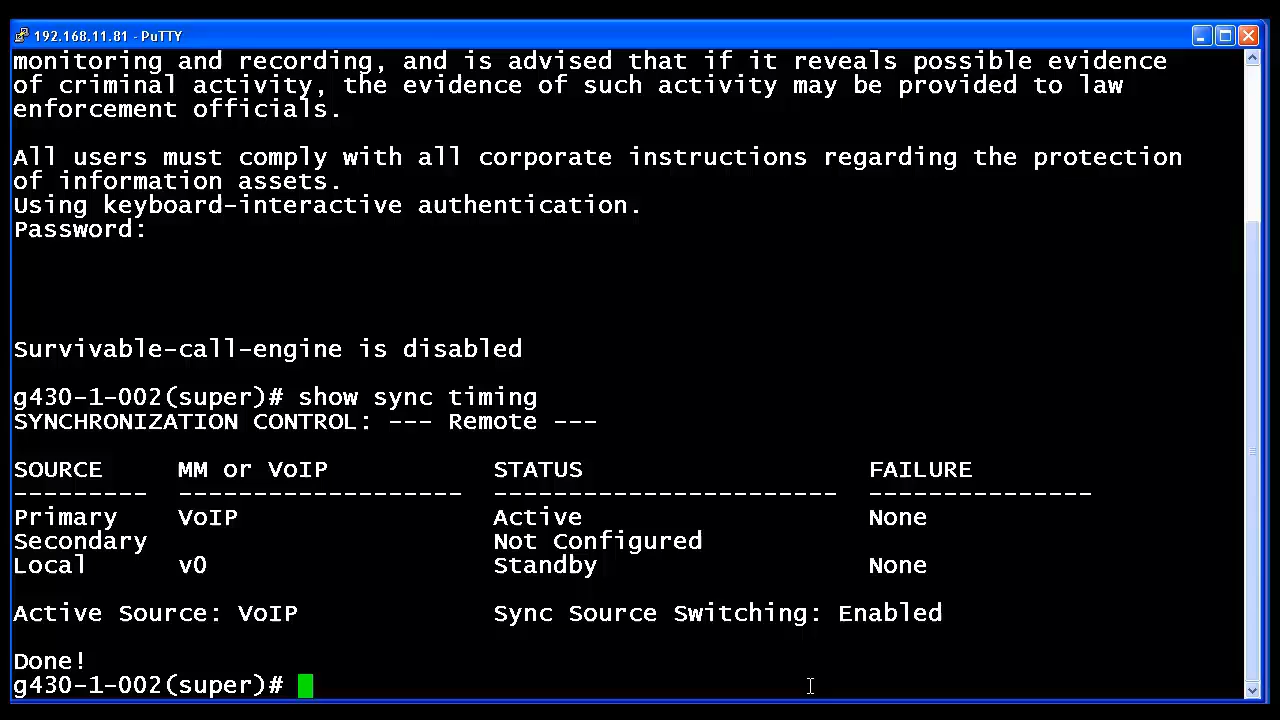 192.168.11.81 - PuTTY
monitoring and recording, and is advised that if it reveals possible evidence
of criminal activity, the evidence of such activity may be provided to law
enforcement officials.
All users must comply with all corporate instructions regarding the protection
of information assets.
Using keyboard-interactive authentication.
Password:
Survivable-call-engine is disabled
g430-1-002(super)# show sync timing
SYNCHRONIZATION CONTROL: --- Remote ---
SOURCE MM or VoIP STATUS FAILURE
--------- ------------------- ----------------------- ---------------
Primary VoIP Active None
Secondary Not Configured
Local v0 Standby None
Active Source: VoIP Sync Source Switching: Enabled
Done!
g430-1-002(super)#